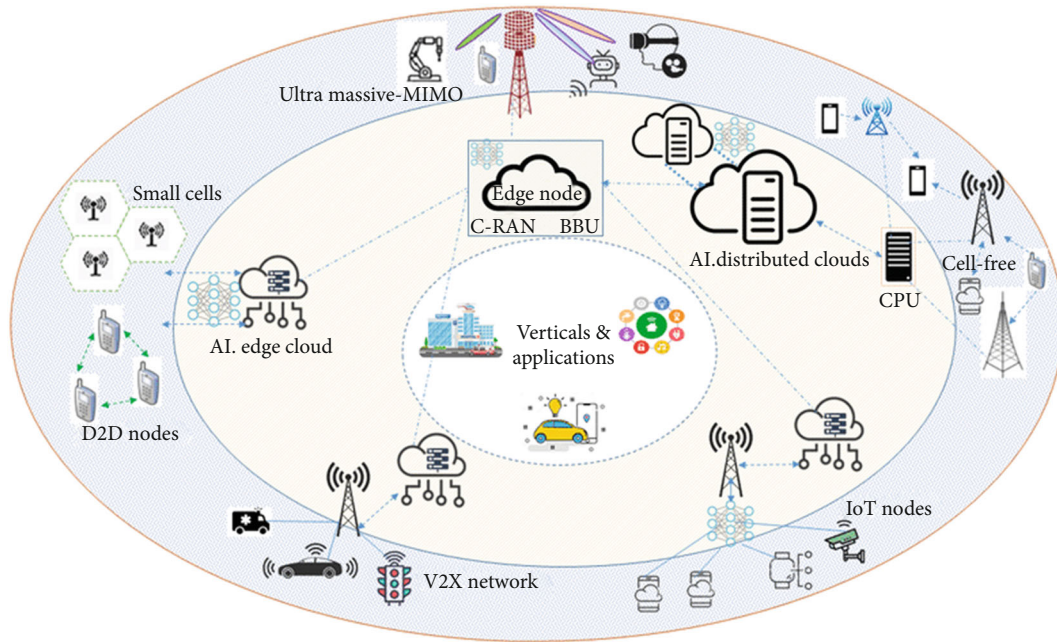 Ultra massive-MIMO
Small cells
Edge node
C-RAN BBU
AI.distributed clouds
Cell-free
CPU
Verticals &
applications
AI. edge cloud
D2D nodes
IoT nodes
V2X network